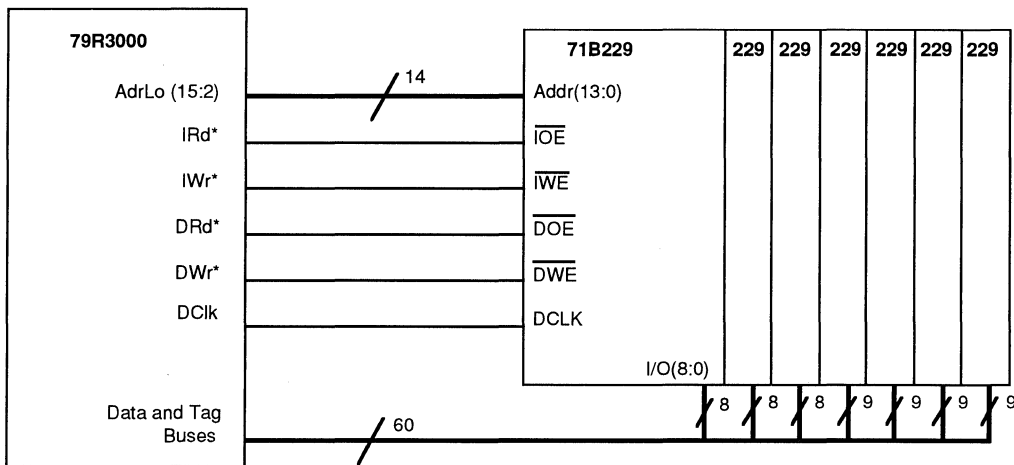 79R3000
71B229
229 229 229 229 229 229
AdrLo (15:2)
14
Addr(13:0)
IRd*
IOE
IWr*
IWE
DRd*
DOE
DWr*
DWE
DClk
DCLK
I/O(8:0)
8 8 8 9 9 9 9
Data and Tag
Buses
60